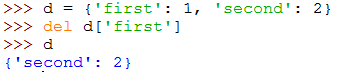 >>> d = {'first': 1, 'second': 2}
>>> del d['first']
>>> d
{'second': 2}